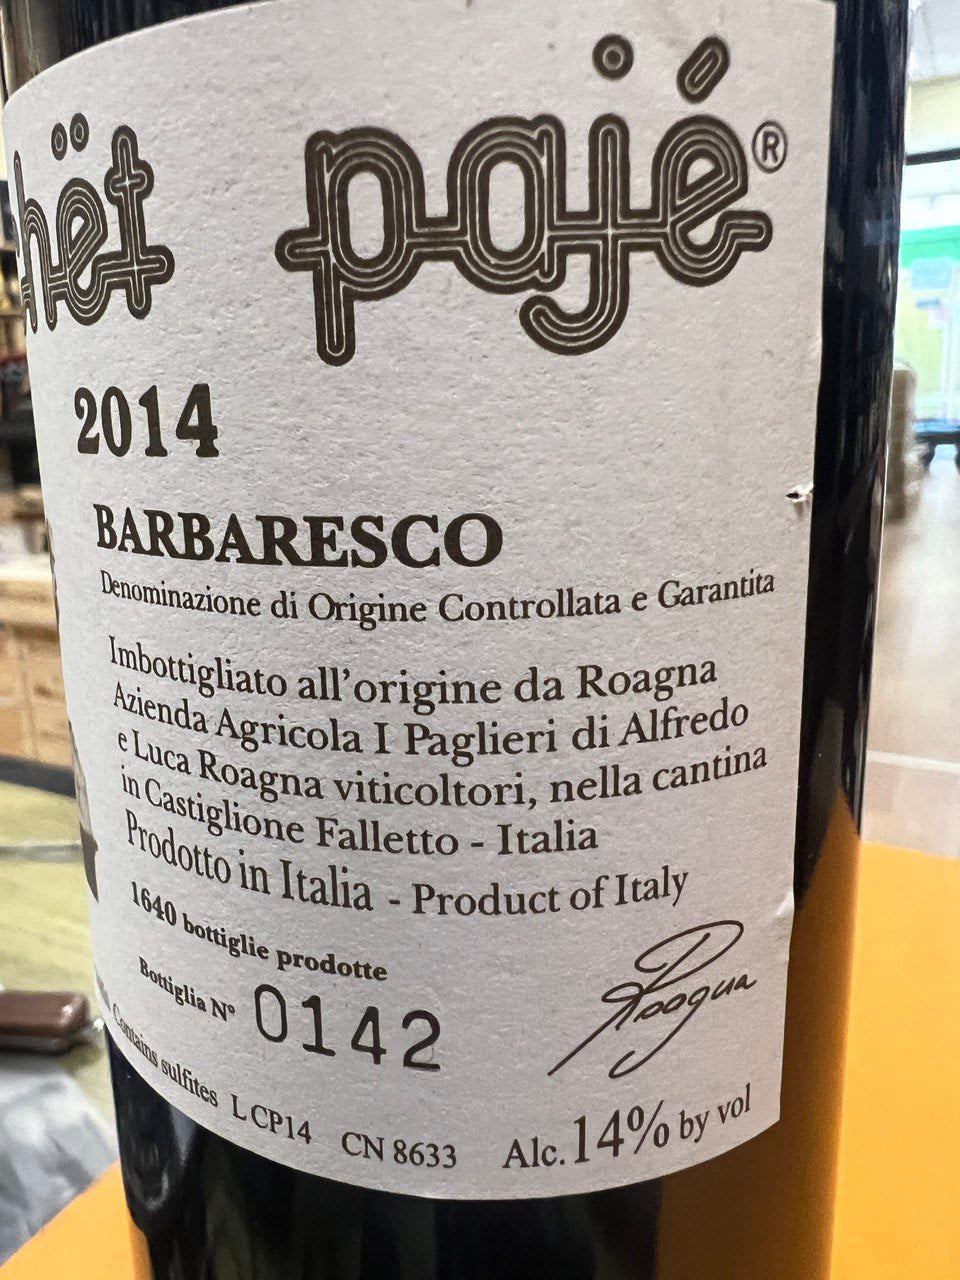 hët pajé®
2014
BARBARESCO
Denominazione di Origine Controllata e Garantita
Imbottigliato all'origine da Roagna
Azienda Agricola I Paglieri di Alfredo
e Luca Roagna viticoltori, nella cantina
in Castiglione Falletto - Italia
Prodotto in Italia - Product of Italy
1640 bottiglie prodotte
Bottiglia N° 0142
Roagna
Contains sulfites L CP14 CN 8633 Alc. 14% by vol